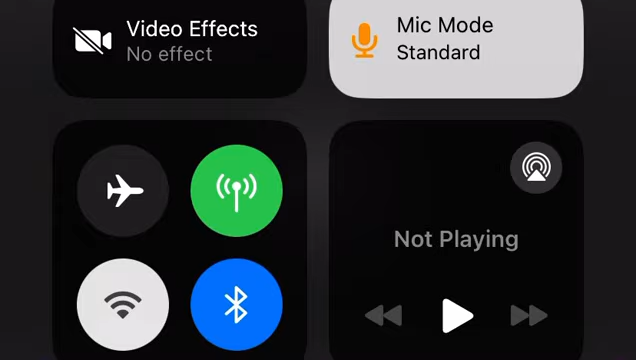 Video Effects
No effect
Mic Mode
Standard
Not Playing